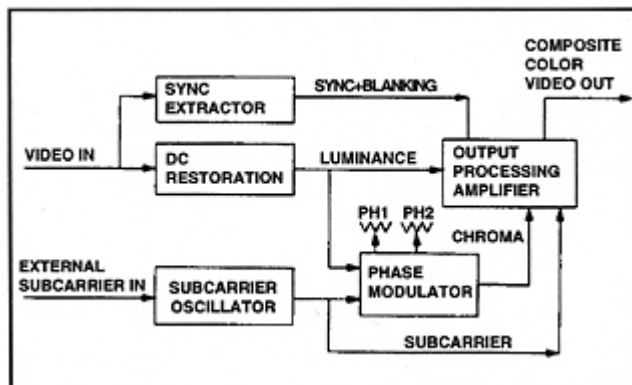 COMPOSITE
COLOR
VIDEO OUT
SYNC
EXTRACTOR
SYNC+BLANKING
VIDEO IN
DC
RESTORATION
LUMINANCE
OUTPUT
PROCESSING
AMPLIFIER
PH1
PH2
CHROMA
EXTERNAL
SUBCARRIER IN
SUBCARRIER
OSCILLATOR
PHASE
MODULATOR
SUBCARRIER